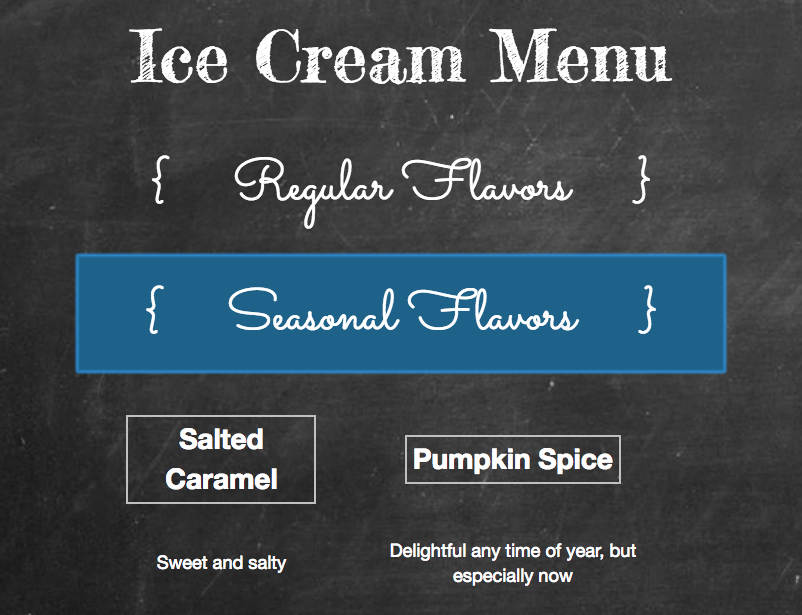 Ice Cream Menu
{ Regular Flavors }
{ Seasonal Flavors }
Salted
Caramel
Pumpkin Spice
Sweet and salty
Delightful any time of year, but
especially now